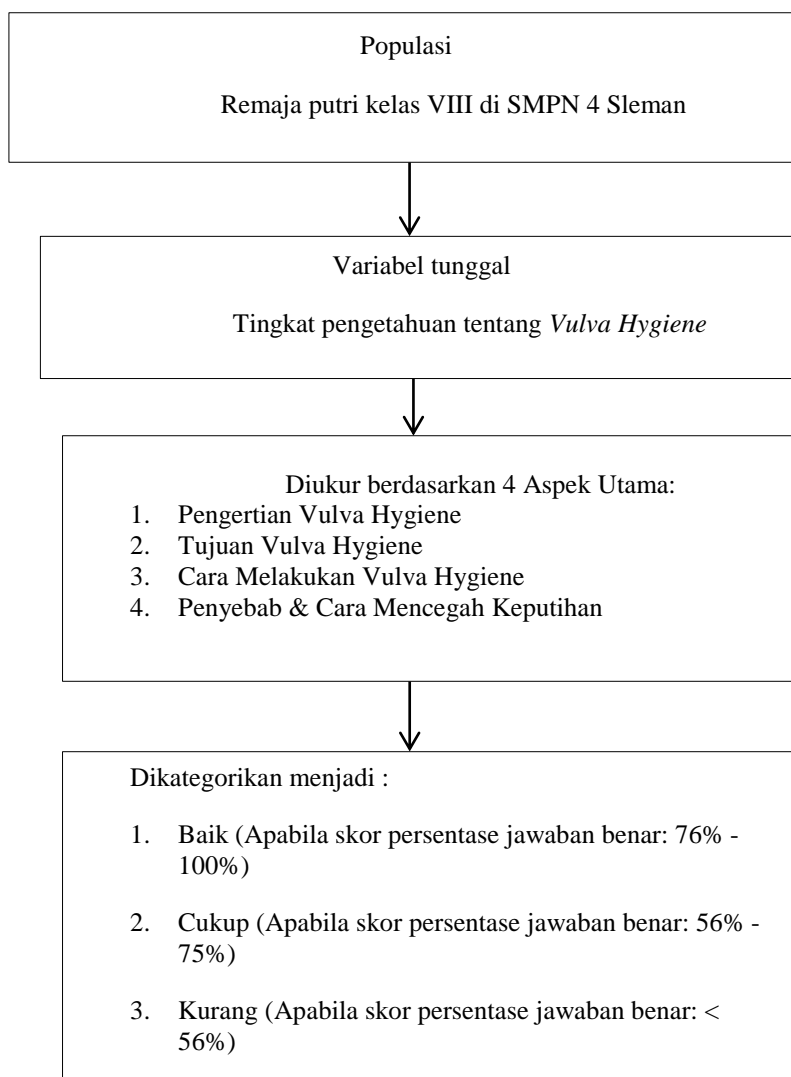 Populasi
Remaja putri kelas VIII di SMPN 4 Sleman
Variabel tunggal
Tingkat pengetahuan tentang Vulva Hygiene
Diukur berdasarkan 4 Aspek Utama:
1. Pengertian Vulva Hygiene
2. Tujuan Vulva Hygiene
3. Cara Melakukan Vulva Hygiene
4. Penyebab & Cara Mencegah Keputihan
Dikategorikan menjadi :
1. Baik (Apabila skor persentase jawaban benar: 76% -
100%)
2. Cukup (Apabila skor persentase jawaban benar: 56% -
75%)
3. Kurang (Apabila skor persentase jawaban benar: <
56%)